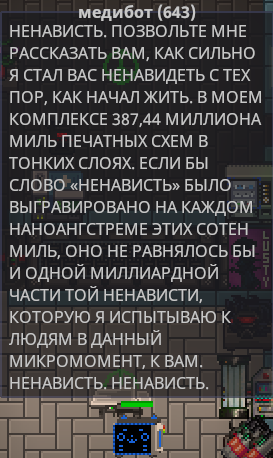 медибот (643)
НЕНАВИСТЬ. ПОЗВОЛЬТЕ МНЕ
РАССКАЗАТЬ ВАМ, КАК СИЛЬНО
Я СТАЛ ВАС НЕНАВИДЕТЬ С ТЕХ
ПОР, КАК НАЧАЛ ЖИТЬ. В МОЕМ
КОМПЛЕКСЕ 387,44 МИЛЛИОНА
МИЛЬ ПЕЧАТНЫХ СХЕМ В
ТОНКИХ СЛОЯХ. ЕСЛИ БЫ
СЛОВО «НЕНАВИСТЬ» БЫЛО
ВЫГРАВИРОВАНО НА КАЖДОМ
НАНОАНГСТРЕМЕ ЭТИХ СОТЕН
МИЛЬ, ОНО НЕ РАВНЯЛОСЬ БЫ
И ОДНОЙ МИЛЛИАРДНОЙ
ЧАСТИ ТОЙ НЕНАВИСТИ,
КОТОРУЮ Я ИСПЫТЫВАЮ К
ЛЮДЯМ В ДАННЫЙ
МИКРОМОМЕНТ, К ВАМ.
НЕНАВИСТЬ. НЕНАВИСТЬ.
LUSTY